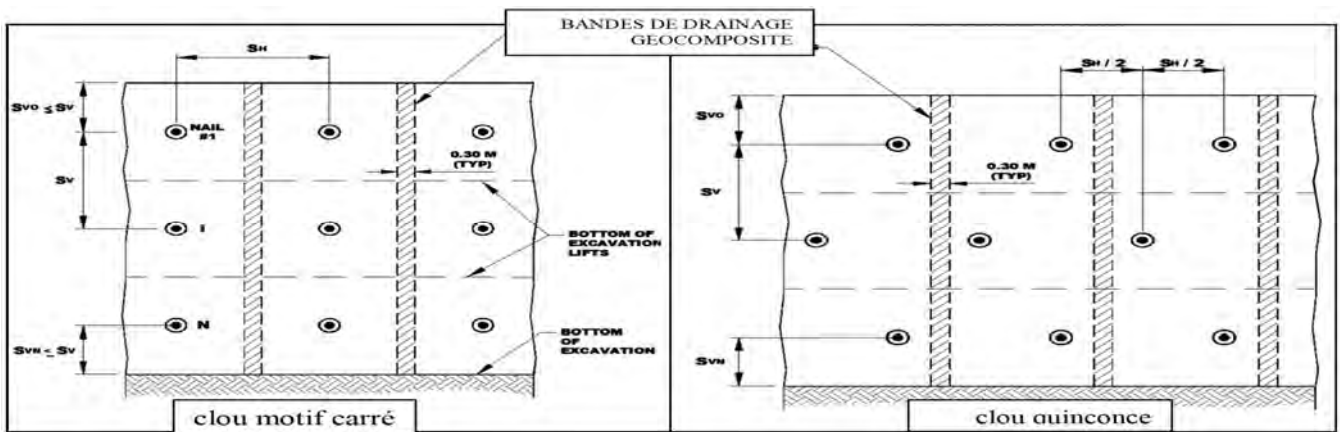 BANDES DE DRAINAGE
GEOCOMPOSITE
SH
SVO ≤ SV
NAIL
#1
SV
0.30 M
(TYP)
I
BOTTOM OF
EXCAVATION
LIFTS
N
SVN ≤ SV
BOTTOM
OF
EXCAVATION
clou motif carré
SH / 2
SH / 2
SVO
SV
0.30 M
(TYP)
SVN
clou quinconce